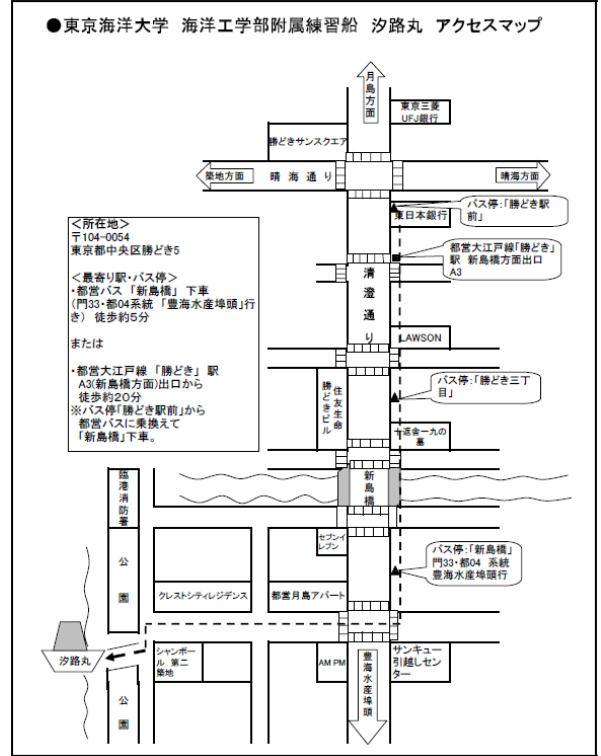 ●東京海洋大学 海洋工学部附属練習船 汐路丸 アクセスマップ
月島方面
東京三菱
UFJ銀行
勝どきサンスクエア
築地方面
晴海通り
晴海方面
バス停:「勝どき駅
前」
東日本銀行
＜所在地＞
〒104-0054
東京都中央区勝どき5
＜最寄り駅・バス停＞
・都営バス 「新島橋」 下車
(門33・都04系統 「豊海水産埠頭」行
き) 徒歩約5分
または
・都営大江戸線 「勝どき」 駅
A3(新島橋方面)出口から
徒歩約20分
※バス停「勝どき駅前」から
都営バスに乗換えて
「新島橋」下車。
都営大江戸線「勝どき」
駅 新島橋方面出口
A3
清澄通り
LAWSON
バス停:「勝どき三丁
目」
住友生命
勝どきビル
十返舎一九の
墓
臨港消防署
新島橋
セブンイ
レブン
バス停:「新島橋」
門33・都04 系統
豊海水産埠頭行
公園
クレストシティレジデンス
都営月島アパート
汐路丸
シャンボー
ル 第二
築地
AM PM
豊海水産埠頭
サンキュー
引越しセン
ター
公園